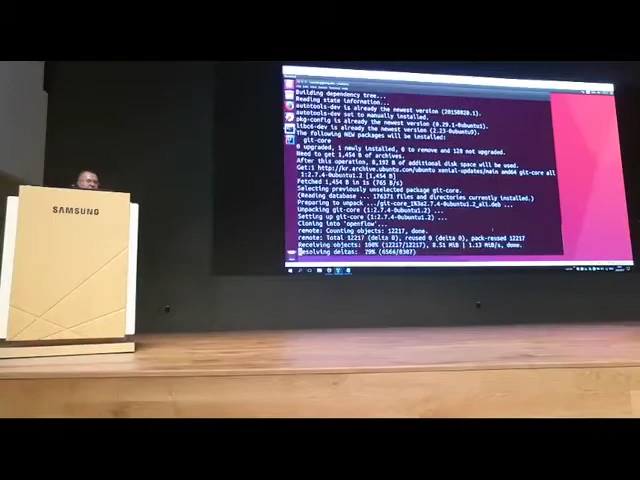 SAMSUNG
Building dependency tree...
Reading state information...
autotools-dev is already the newest version (20150820.1).
autotools-dev set to manually installed.
pkg-config is already the newest version (0.29.1-0ubuntu1).
libc6-dev is already the newest version (2.23-0ubuntu9).
The following NEW packages will be installed:
git-core
0 upgraded, 1 newly installed, 0 to remove and 128 not upgraded.
Need to get 1,454 B of archives.
After this operation, 8,192 B of additional disk space will be used.
Get:1 http://kr.archive.ubuntu.com/ubuntu xenial-updates/main amd64 git-core all
1:2.7.4-0ubuntu1.2 [1,454 B]
Fetched 1,454 B in 1s (765 B/s)
Selecting previously unselected package git-core.
(Reading database ... 176371 files and directories currently installed.)
Preparing to unpack .../git-core_1%3a2.7.4-0ubuntu1.2_all.deb ...
Unpacking git-core (1:2.7.4-0ubuntu1.2) ...
Setting up git-core (1:2.7.4-0ubuntu1.2) ...
Cloning into 'openflow'...
remote: Counting objects: 12217, done.
remote: Total 12217 (delta 0), reused 0 (delta 0), pack-reused 12217
Receiving objects: 100% (12217/12217), 8.51 MiB | 1.13 MiB/s, done.
Resolving deltas: 79% (6564/8307)